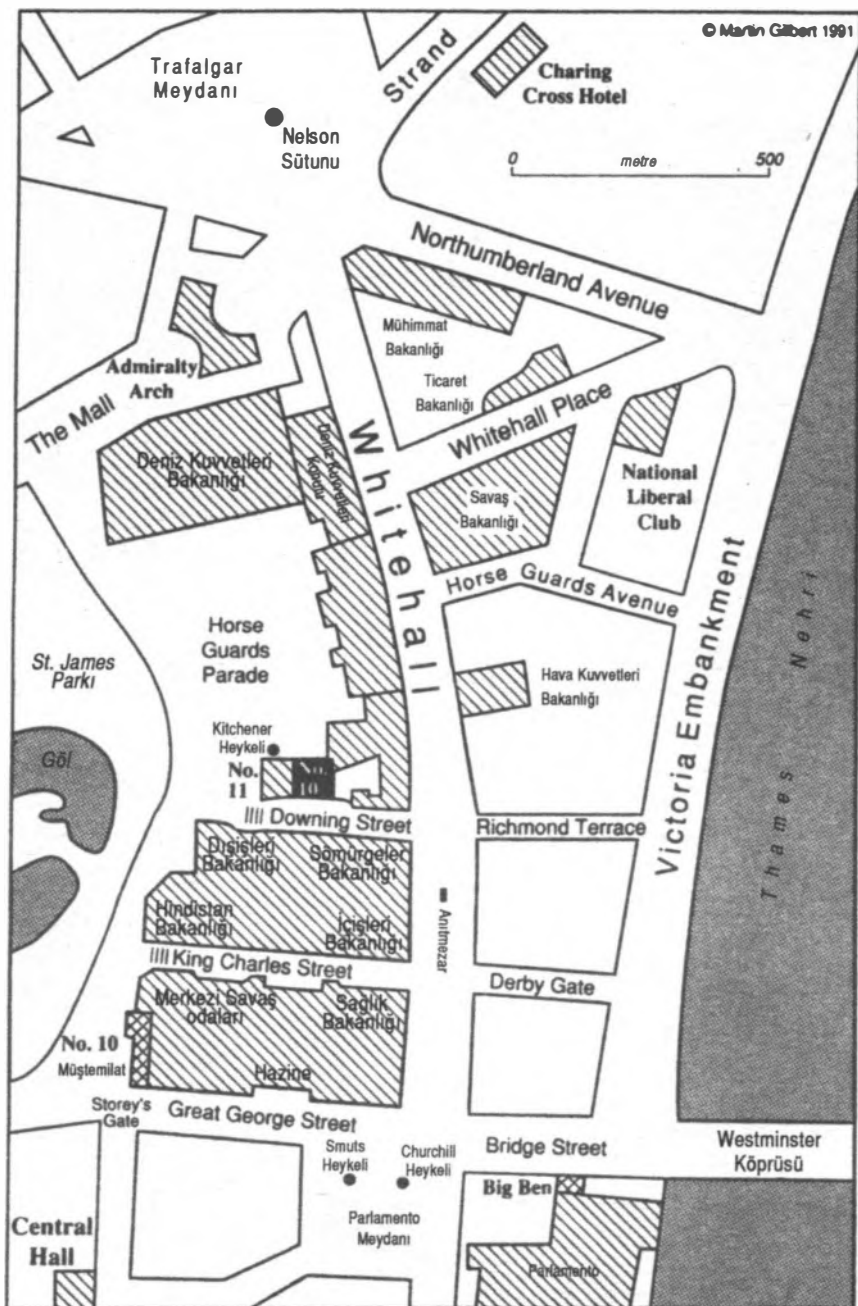 © Martin Gilbert 1991
Trafalgar
Meydanı
Nelson
Sütunu
Strand
Charing
Cross Hotel
0 metre 500
Northumberland Avenue
Mühimmat
Bakanlığı
Ticaret
Bakanlığı
Admiralty
Arch
The Mall
Whitehall Place
Whitehall
Deniz Kuvvetleri
Bakanlığı
Deniz Kuvvetleri
Konutu
Savaş
Bakanlığı
National
Liberal
Club
Horse Guards Avenue
Horse
Guards
Parade
St. James
Parkı
Göl
Hava Kuvvetleri
Bakanlığı
Victoria Embankment
Thames Nehri
Kitchener
Heykeli
No.
11
No.
10
Downing Street
Richmond Terrace
Dışişleri
Bakanlığı
Sömürgeler
Bakanlığı
Hindistan
Bakanlığı
İçişleri
Bakanlığı
Anıtmezar
King Charles Street
Derby Gate
Merkezi Savaş
odaları
Sağlık
Bakanlığı
No. 10
Müştemilat
Hazine
Storey's
Gate
Great George Street
Bridge Street
Westminster
Köprüsü
Smuts
Heykeli
Churchill
Heykeli
Big Ben
Parlamento
Meydanı
Central
Hall
Parlamento